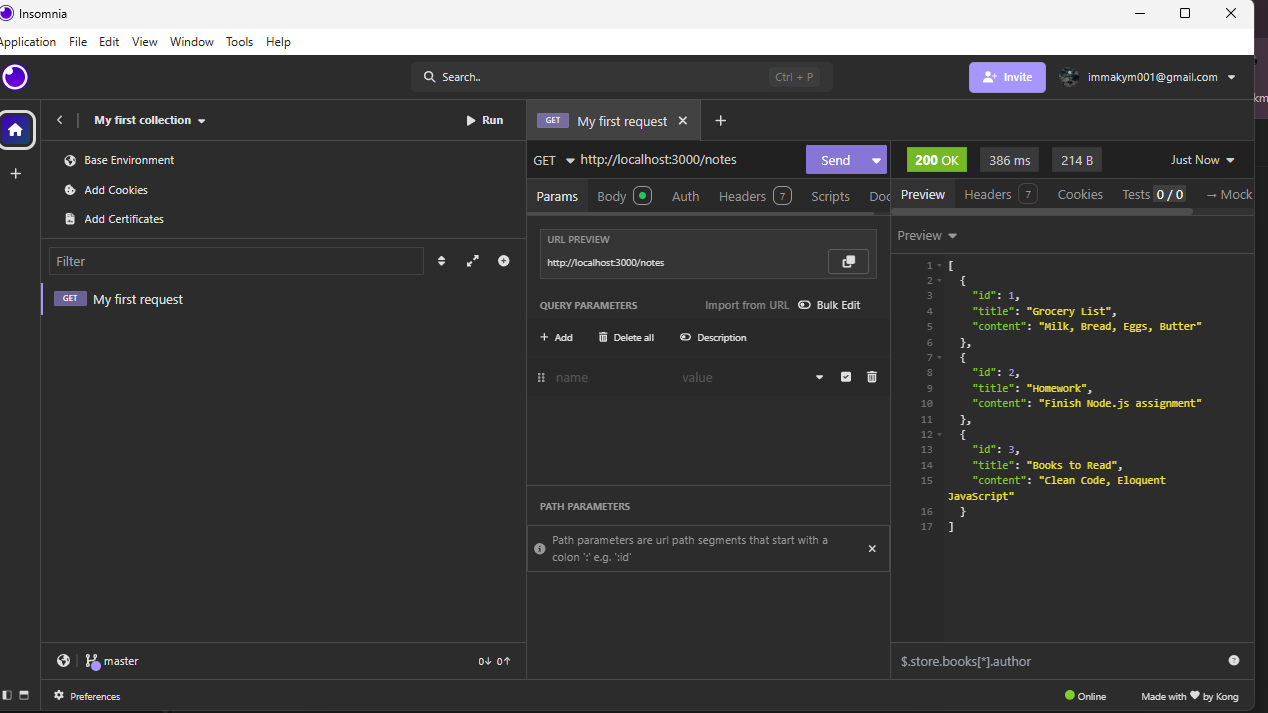 Insomnia
Application File Edit View Window Tools Help
Search.. Ctrl + P
Invite
immakym001@gmail.com
My first collection
Run
Base Environment
Add Cookies
Add Certificates
Filter
GET My first request
master
0↓ 0↑
Preferences
GET My first request
GET http://localhost:3000/notes Send
Params Body Auth Headers 7 Scripts Doc
URL PREVIEW
http://localhost:3000/notes
QUERY PARAMETERS Import from URL Bulk Edit
+ Add Delete all Description
name value
PATH PARAMETERS
Path parameters are url path segments that start with a
colon ':' e.g. ':id'
200 OK 386 ms 214 B Just Now
Preview Headers 7 Cookies Tests 0 / 0 → Mock
Preview
1 [
2 {
3 "id": 1,
4 "title": "Grocery List",
5 "content": "Milk, Bread, Eggs, Butter"
6 },
7 {
8 "id": 2,
9 "title": "Homework",
10 "content": "Finish Node.js assignment"
11 },
12 {
13 "id": 3,
14 "title": "Books to Read",
15 "content": "Clean Code, Eloquent
JavaScript"
16 }
17 ]
$.store.books[*].author
Online Made with ❤ by Kong
km